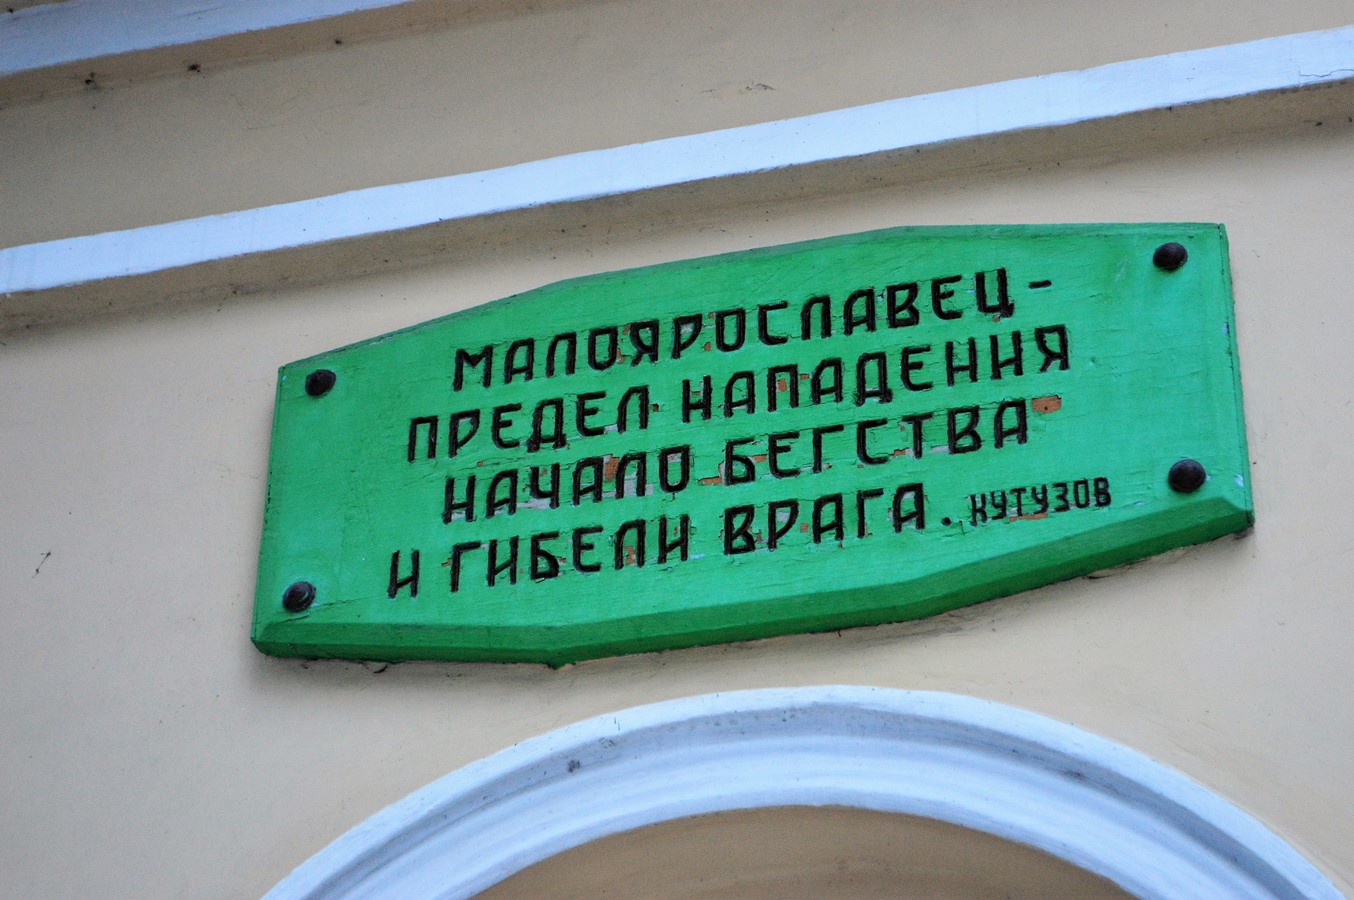 МАЛОЯРОСЛАВЕЦ-
ПРЕДЕЛ НАПАДЕНИЯ
НАЧАЛО БЕГСТВА
И ГИБЕЛИ ВРАГА. КУТУЗОВ